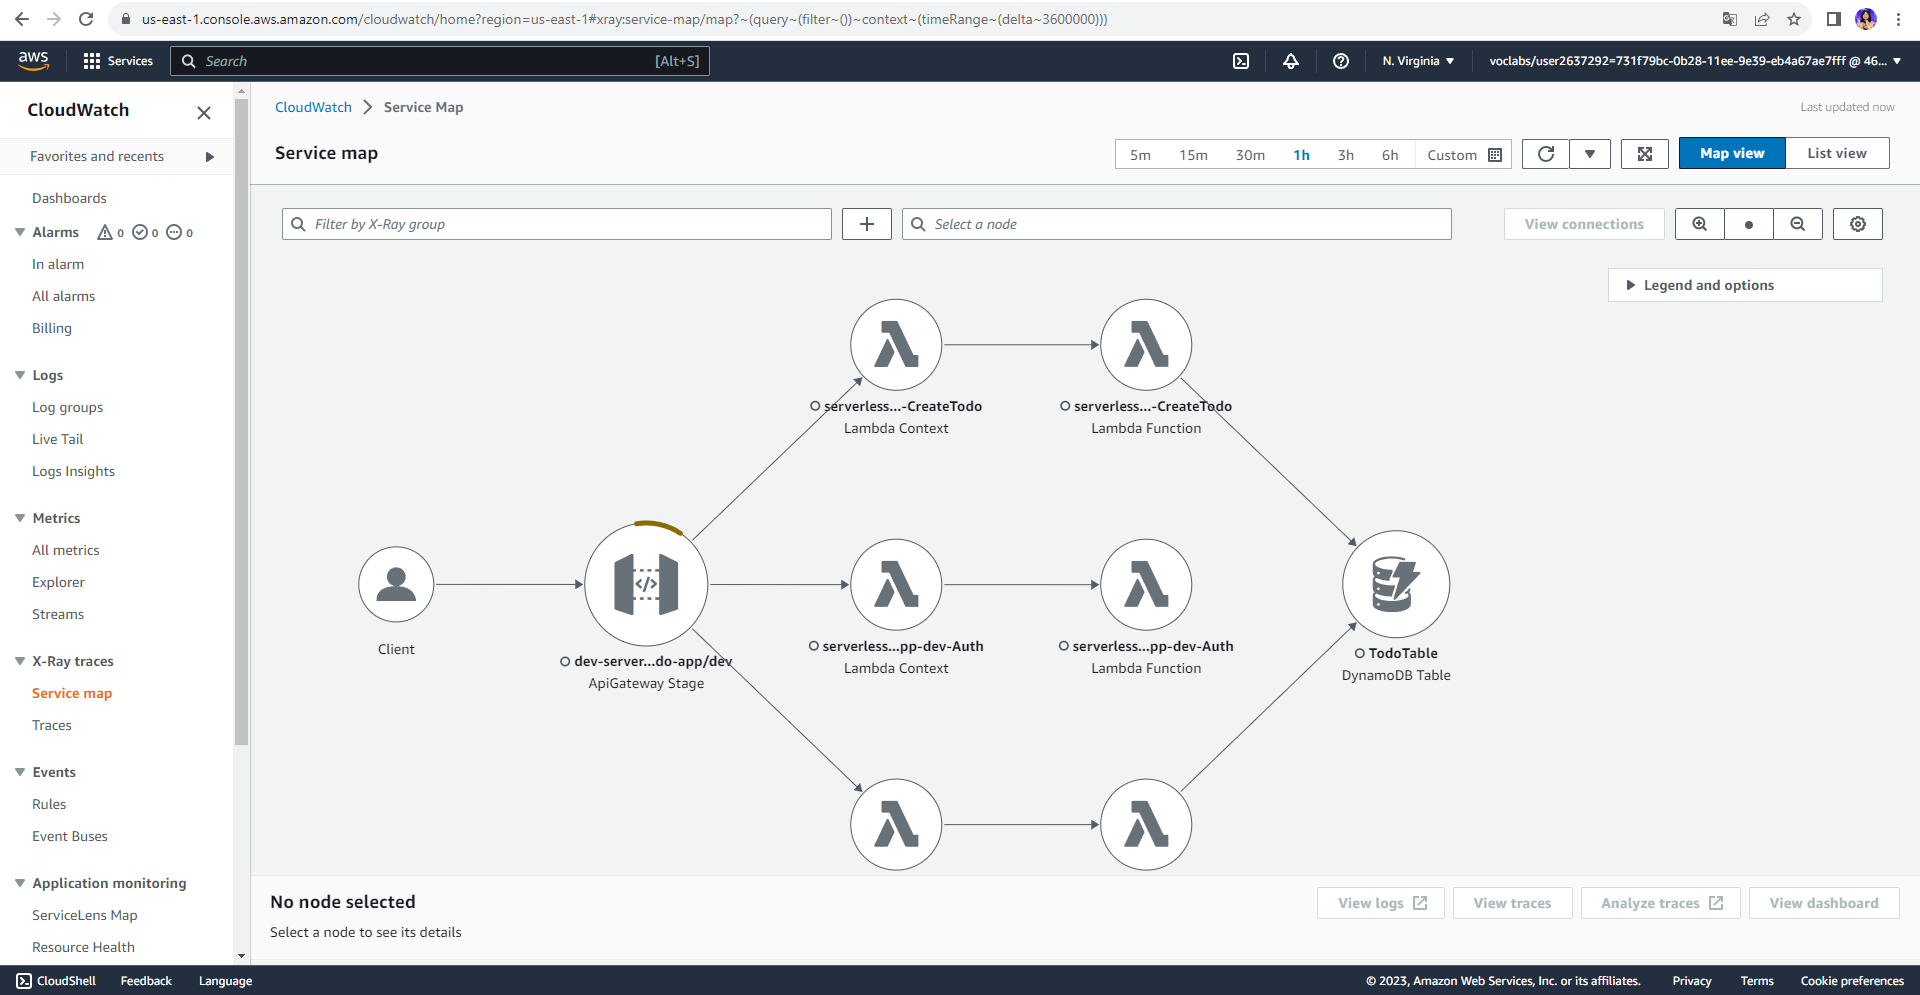 us-east-1.console.aws.amazon.com/cloudwatch/home?region=us-east-1#xray:service-map/map?~(query~(filter~())~context~(timeRange~(delta~3600000)))
aws
Services
Search
[Alt+S]
N. Virginia
voclabs/user2637292=731f79bc-0b28-11ee-9e39-eb4a67ae7fff @ 46...
CloudWatch
Favorites and recents
Dashboards
Alarms 0 0 0
In alarm
All alarms
Billing
Logs
Log groups
Live Tail
Logs Insights
Metrics
All metrics
Explorer
Streams
X-Ray traces
Service map
Traces
Events
Rules
Event Buses
Application monitoring
ServiceLens Map
Resource Health
CloudWatch
Service Map
Last updated now
Service map
5m 15m 30m 1h 3h 6h Custom
Map view
List view
Filter by X-Ray group
Select a node
View connections
Legend and options
serverless...-CreateTodo
Lambda Context
serverless...-CreateTodo
Lambda Function
Client
dev-server...do-app/dev
ApiGateway Stage
serverless...pp-dev-Auth
Lambda Context
serverless...pp-dev-Auth
Lambda Function
TodoTable
DynamoDB Table
No node selected
Select a node to see its details
View logs
View traces
Analyze traces
View dashboard
CloudShell
Feedback
Language
© 2023, Amazon Web Services, Inc. or its affiliates.
Privacy
Terms
Cookie preferences